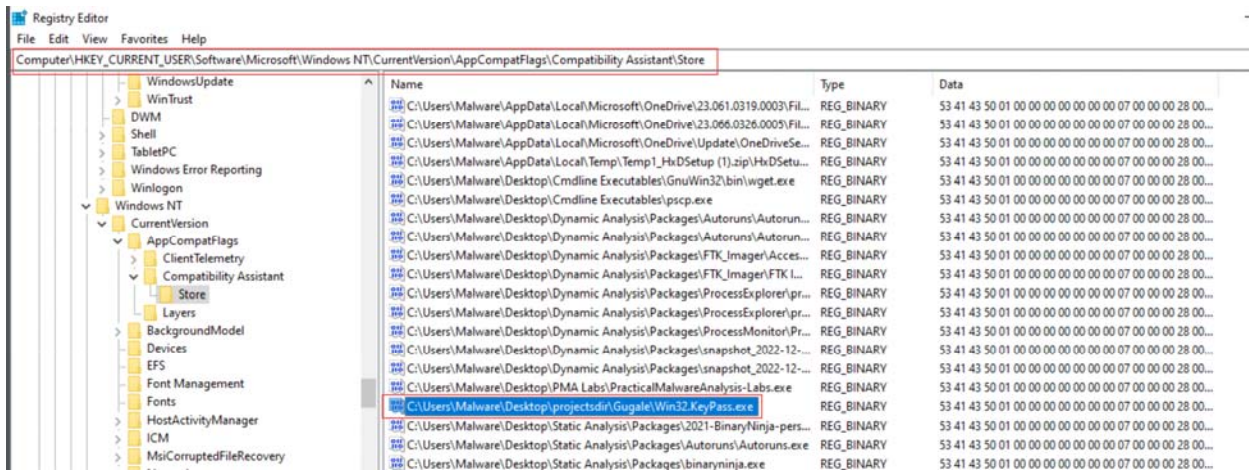 Registry Editor
File Edit View Favorites Help
Computer\HKEY_CURRENT_USER\Software\Microsoft\Windows NT\CurrentVersion\AppCompatFlags\Compatibility Assistant\Store
WindowsUpdate
WinTrust
DWM
Shell
TabletPC
Windows Error Reporting
Winlogon
Windows NT
CurrentVersion
AppCompatFlags
ClientTelemetry
Compatibility Assistant
Store
Layers
BackgroundModel
Devices
EFS
Font Management
Fonts
HostActivityManager
ICM
MsiCorruptedFileRecovery
Name Type Data
C:\Users\Malware\AppData\Local\Microsoft\OneDrive\23.061.0319.0003\Fil... REG_BINARY 53 41 43 50 01 00 00 00 00 00 00 00 07 00 00 00 28 00...
C:\Users\Malware\AppData\Local\Microsoft\OneDrive\23.066.0326.0005\Fil... REG_BINARY 53 41 43 50 01 00 00 00 00 00 00 00 07 00 00 00 28 00...
C:\Users\Malware\AppData\Local\Microsoft\OneDrive\Update\OneDriveSe... REG_BINARY 53 41 43 50 01 00 00 00 00 00 00 00 07 00 00 00 28 00...
C:\Users\Malware\AppData\Local\Temp\Temp1_HxDSetup (1).zip\HxDSetu... REG_BINARY 53 41 43 50 01 00 00 00 00 00 00 00 07 00 00 00 28 00...
C:\Users\Malware\Desktop\Cmdline Executables\GnuWin32\bin\wget.exe REG_BINARY 53 41 43 50 01 00 00 00 00 00 00 00 07 00 00 00 28 00...
C:\Users\Malware\Desktop\Cmdline Executables\pscp.exe REG_BINARY 53 41 43 50 01 00 00 00 00 00 00 00 07 00 00 00 28 00...
C:\Users\Malware\Desktop\Dynamic Analysis\Packages\Autoruns\Autorun... REG_BINARY 53 41 43 50 01 00 00 00 00 00 00 00 07 00 00 00 28 00...
C:\Users\Malware\Desktop\Dynamic Analysis\Packages\Autoruns\Autorun... REG_BINARY 53 41 43 50 01 00 00 00 00 00 00 00 07 00 00 00 28 00...
C:\Users\Malware\Desktop\Dynamic Analysis\Packages\FTK_Imager\Acces... REG_BINARY 53 41 43 50 01 00 00 00 00 00 00 00 07 00 00 00 28 00...
C:\Users\Malware\Desktop\Dynamic Analysis\Packages\FTK_Imager\FTK I... REG_BINARY 53 41 43 50 01 00 00 00 00 00 00 00 07 00 00 00 28 00...
C:\Users\Malware\Desktop\Dynamic Analysis\Packages\ProcessExplorer\pr... REG_BINARY 53 41 43 50 01 00 00 00 00 00 00 00 07 00 00 00 28 00...
C:\Users\Malware\Desktop\Dynamic Analysis\Packages\ProcessExplorer\pr... REG_BINARY 53 41 43 50 01 00 00 00 00 00 00 00 07 00 00 00 28 00...
C:\Users\Malware\Desktop\Dynamic Analysis\Packages\ProcessMonitor\Pr... REG_BINARY 53 41 43 50 01 00 00 00 00 00 00 00 07 00 00 00 28 00...
C:\Users\Malware\Desktop\Dynamic Analysis\Packages\snapshot_2022-12-... REG_BINARY 53 41 43 50 01 00 00 00 00 00 00 00 07 00 00 00 28 00...
C:\Users\Malware\Desktop\Dynamic Analysis\Packages\snapshot_2022-12-... REG_BINARY 53 41 43 50 01 00 00 00 00 00 00 00 07 00 00 00 28 00...
C:\Users\Malware\Desktop\PMA Labs\PracticalMalwareAnalysis-Labs.exe REG_BINARY 53 41 43 50 01 00 00 00 00 00 00 00 07 00 00 00 28 00...
C:\Users\Malware\Desktop\projectsdir\Gugale\Win32.KeyPass.exe REG_BINARY 53 41 43 50 01 00 00 00 00 00 00 00 07 00 00 00 28 00...
C:\Users\Malware\Desktop\Static Analysis\Packages\2021-BinaryNinja-pers... REG_BINARY 53 41 43 50 01 00 00 00 00 00 00 00 07 00 00 00 28 00...
C:\Users\Malware\Desktop\Static Analysis\Packages\Autoruns\Autoruns.exe REG_BINARY 53 41 43 50 01 00 00 00 00 00 00 00 07 00 00 00 28 00...
C:\Users\Malware\Desktop\Static Analysis\Packages\binaryninja.exe REG_BINARY 53 41 43 50 01 00 00 00 00 00 00 00 07 00 00 00 28 00...